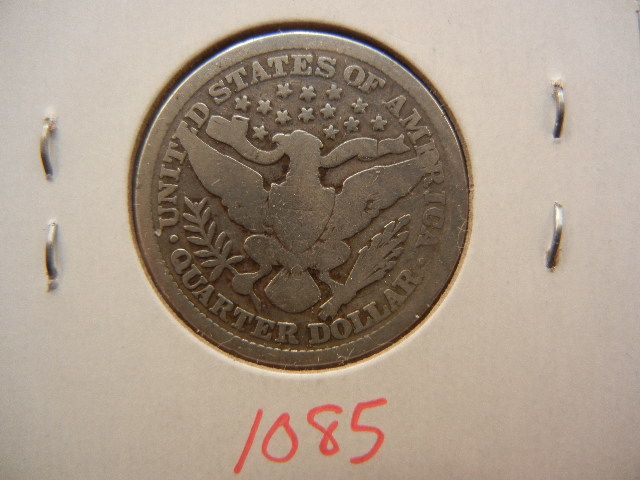 · UNITED STATES OF AMERICA ·
QUARTER DOLLAR
1085